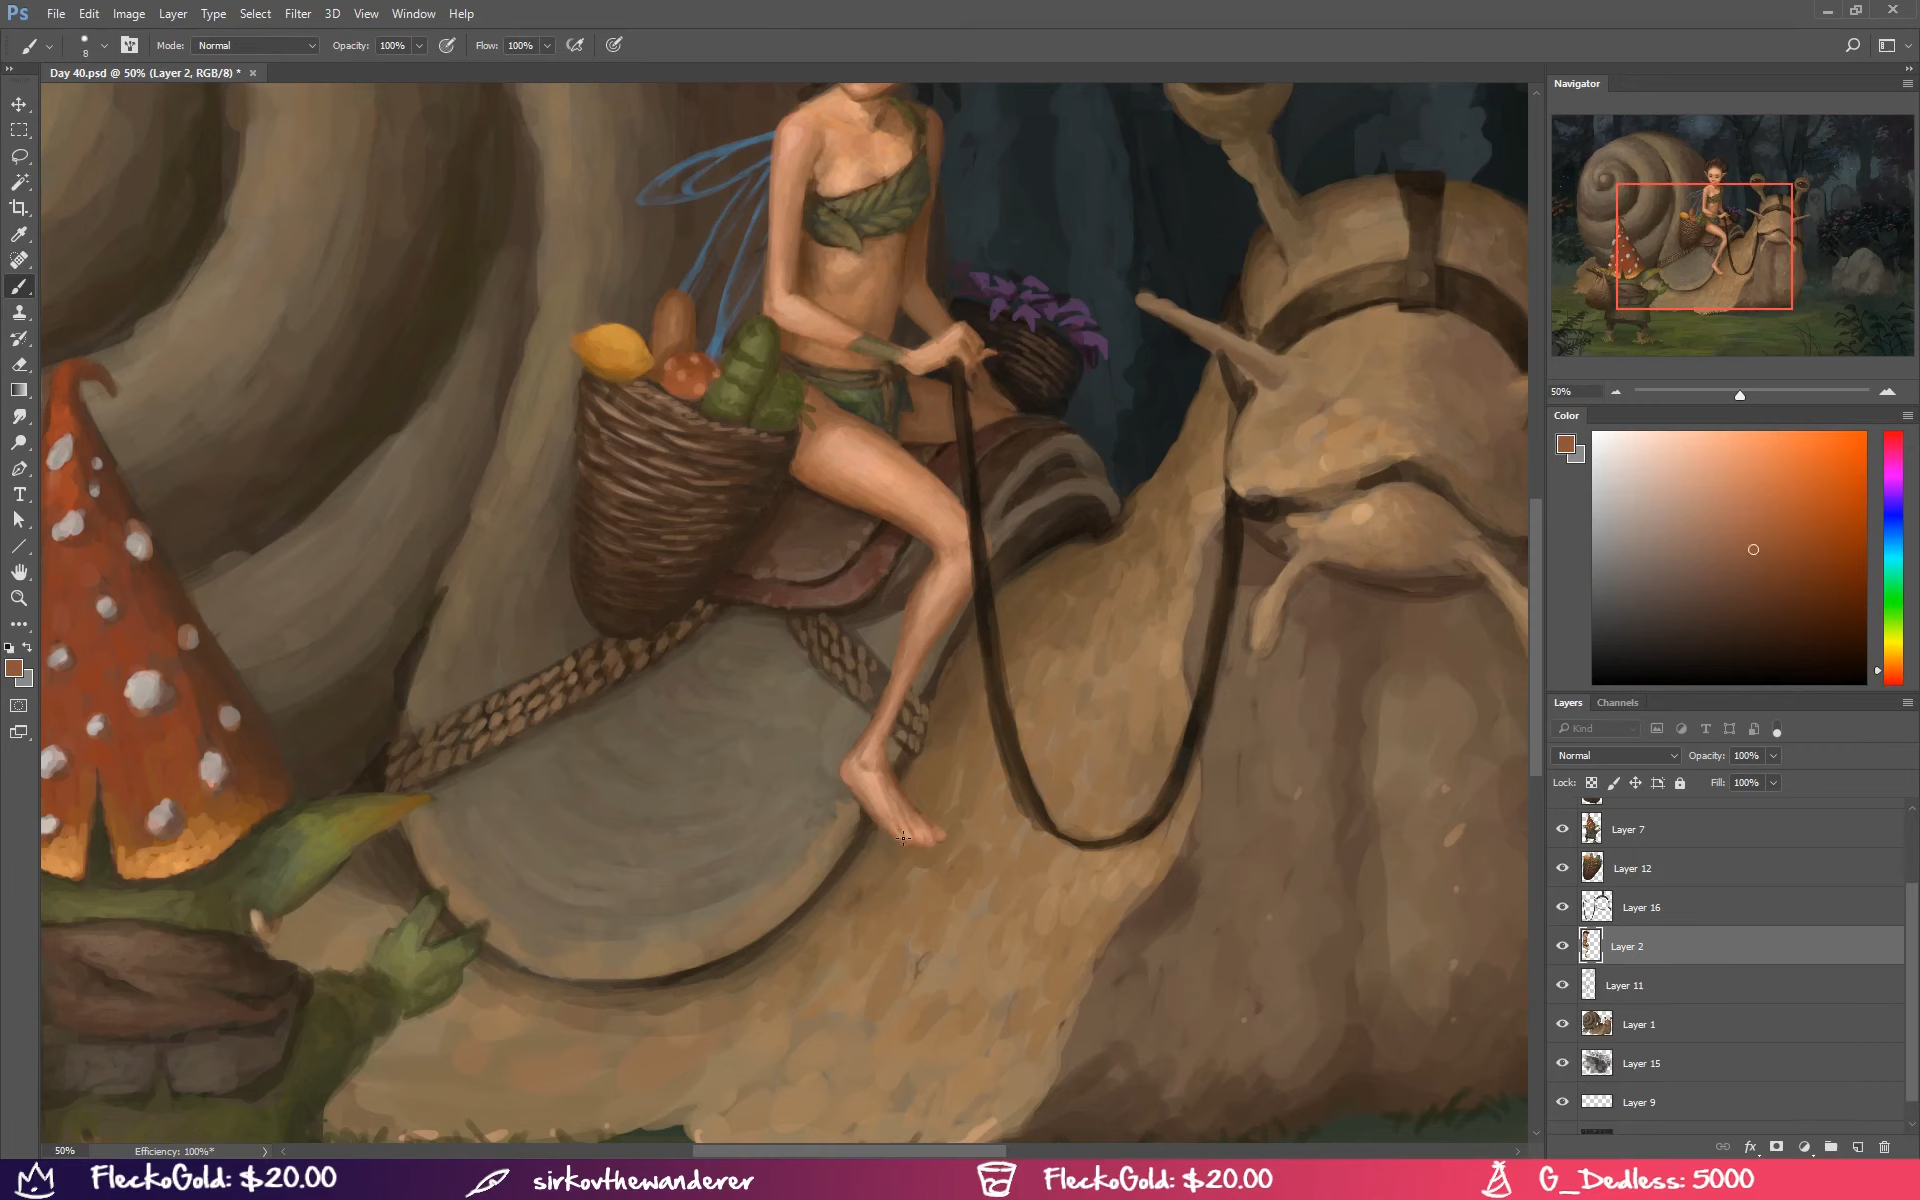 Ps File Edit Image Layer Type Select Filter 3D View Window Help
8 Mode: Normal Opacity: 100% Flow: 100%
Day 40.psd @ 50% (Layer 2, RGB/8) *
Navigator
50%
Color
Layers Channels
Kind
Normal Opacity: 100%
Lock: Fill: 100%
Layer 7
Layer 12
Layer 16
Layer 2
Layer 11
Layer 1
Layer 15
Layer 9
50% Efficiency: 100%*
FleckoGold: $20.00 sirkovthewanderer FleckoGold: $20.00 G_Dedless: 5000